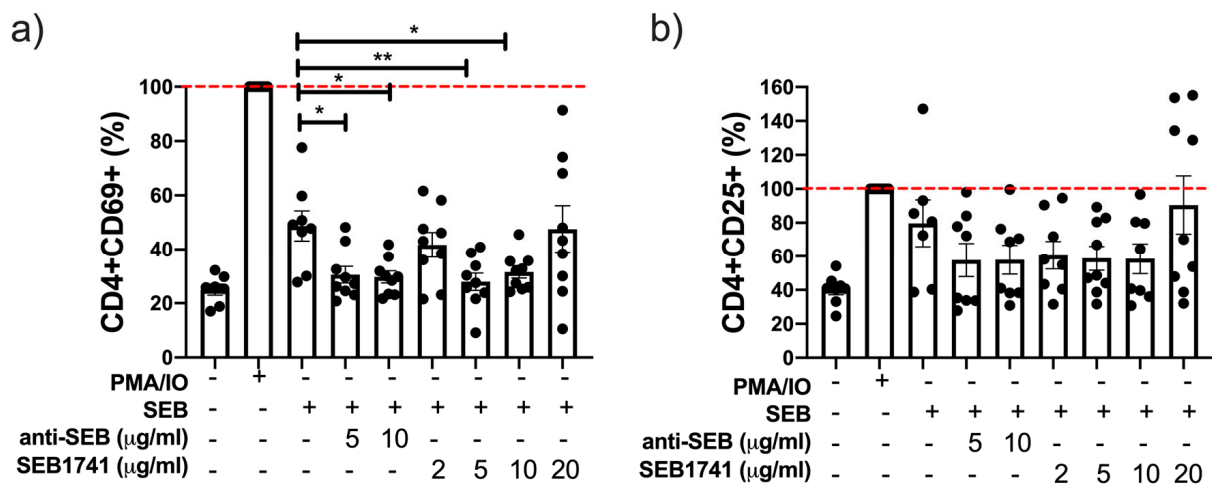 a)
CD4+CD69+ (%)
100
80
60
40
20
0
*
**
*
*
PMA/IO - + - - - - - - -
SEB - - + + + + + + +
anti-SEB (μg/ml) - - - 5 10 - - - -
SEB1741 (μg/ml) - - - - - 2 5 10 20
b)
CD4+CD25+ (%)
160
140
120
100
80
60
40
20
0
PMA/IO - + - - - - - - -
SEB - - + + + + + + +
anti-SEB (μg/ml) - - - 5 10 - - - -
SEB1741 (μg/ml) - - - - - 2 5 10 20